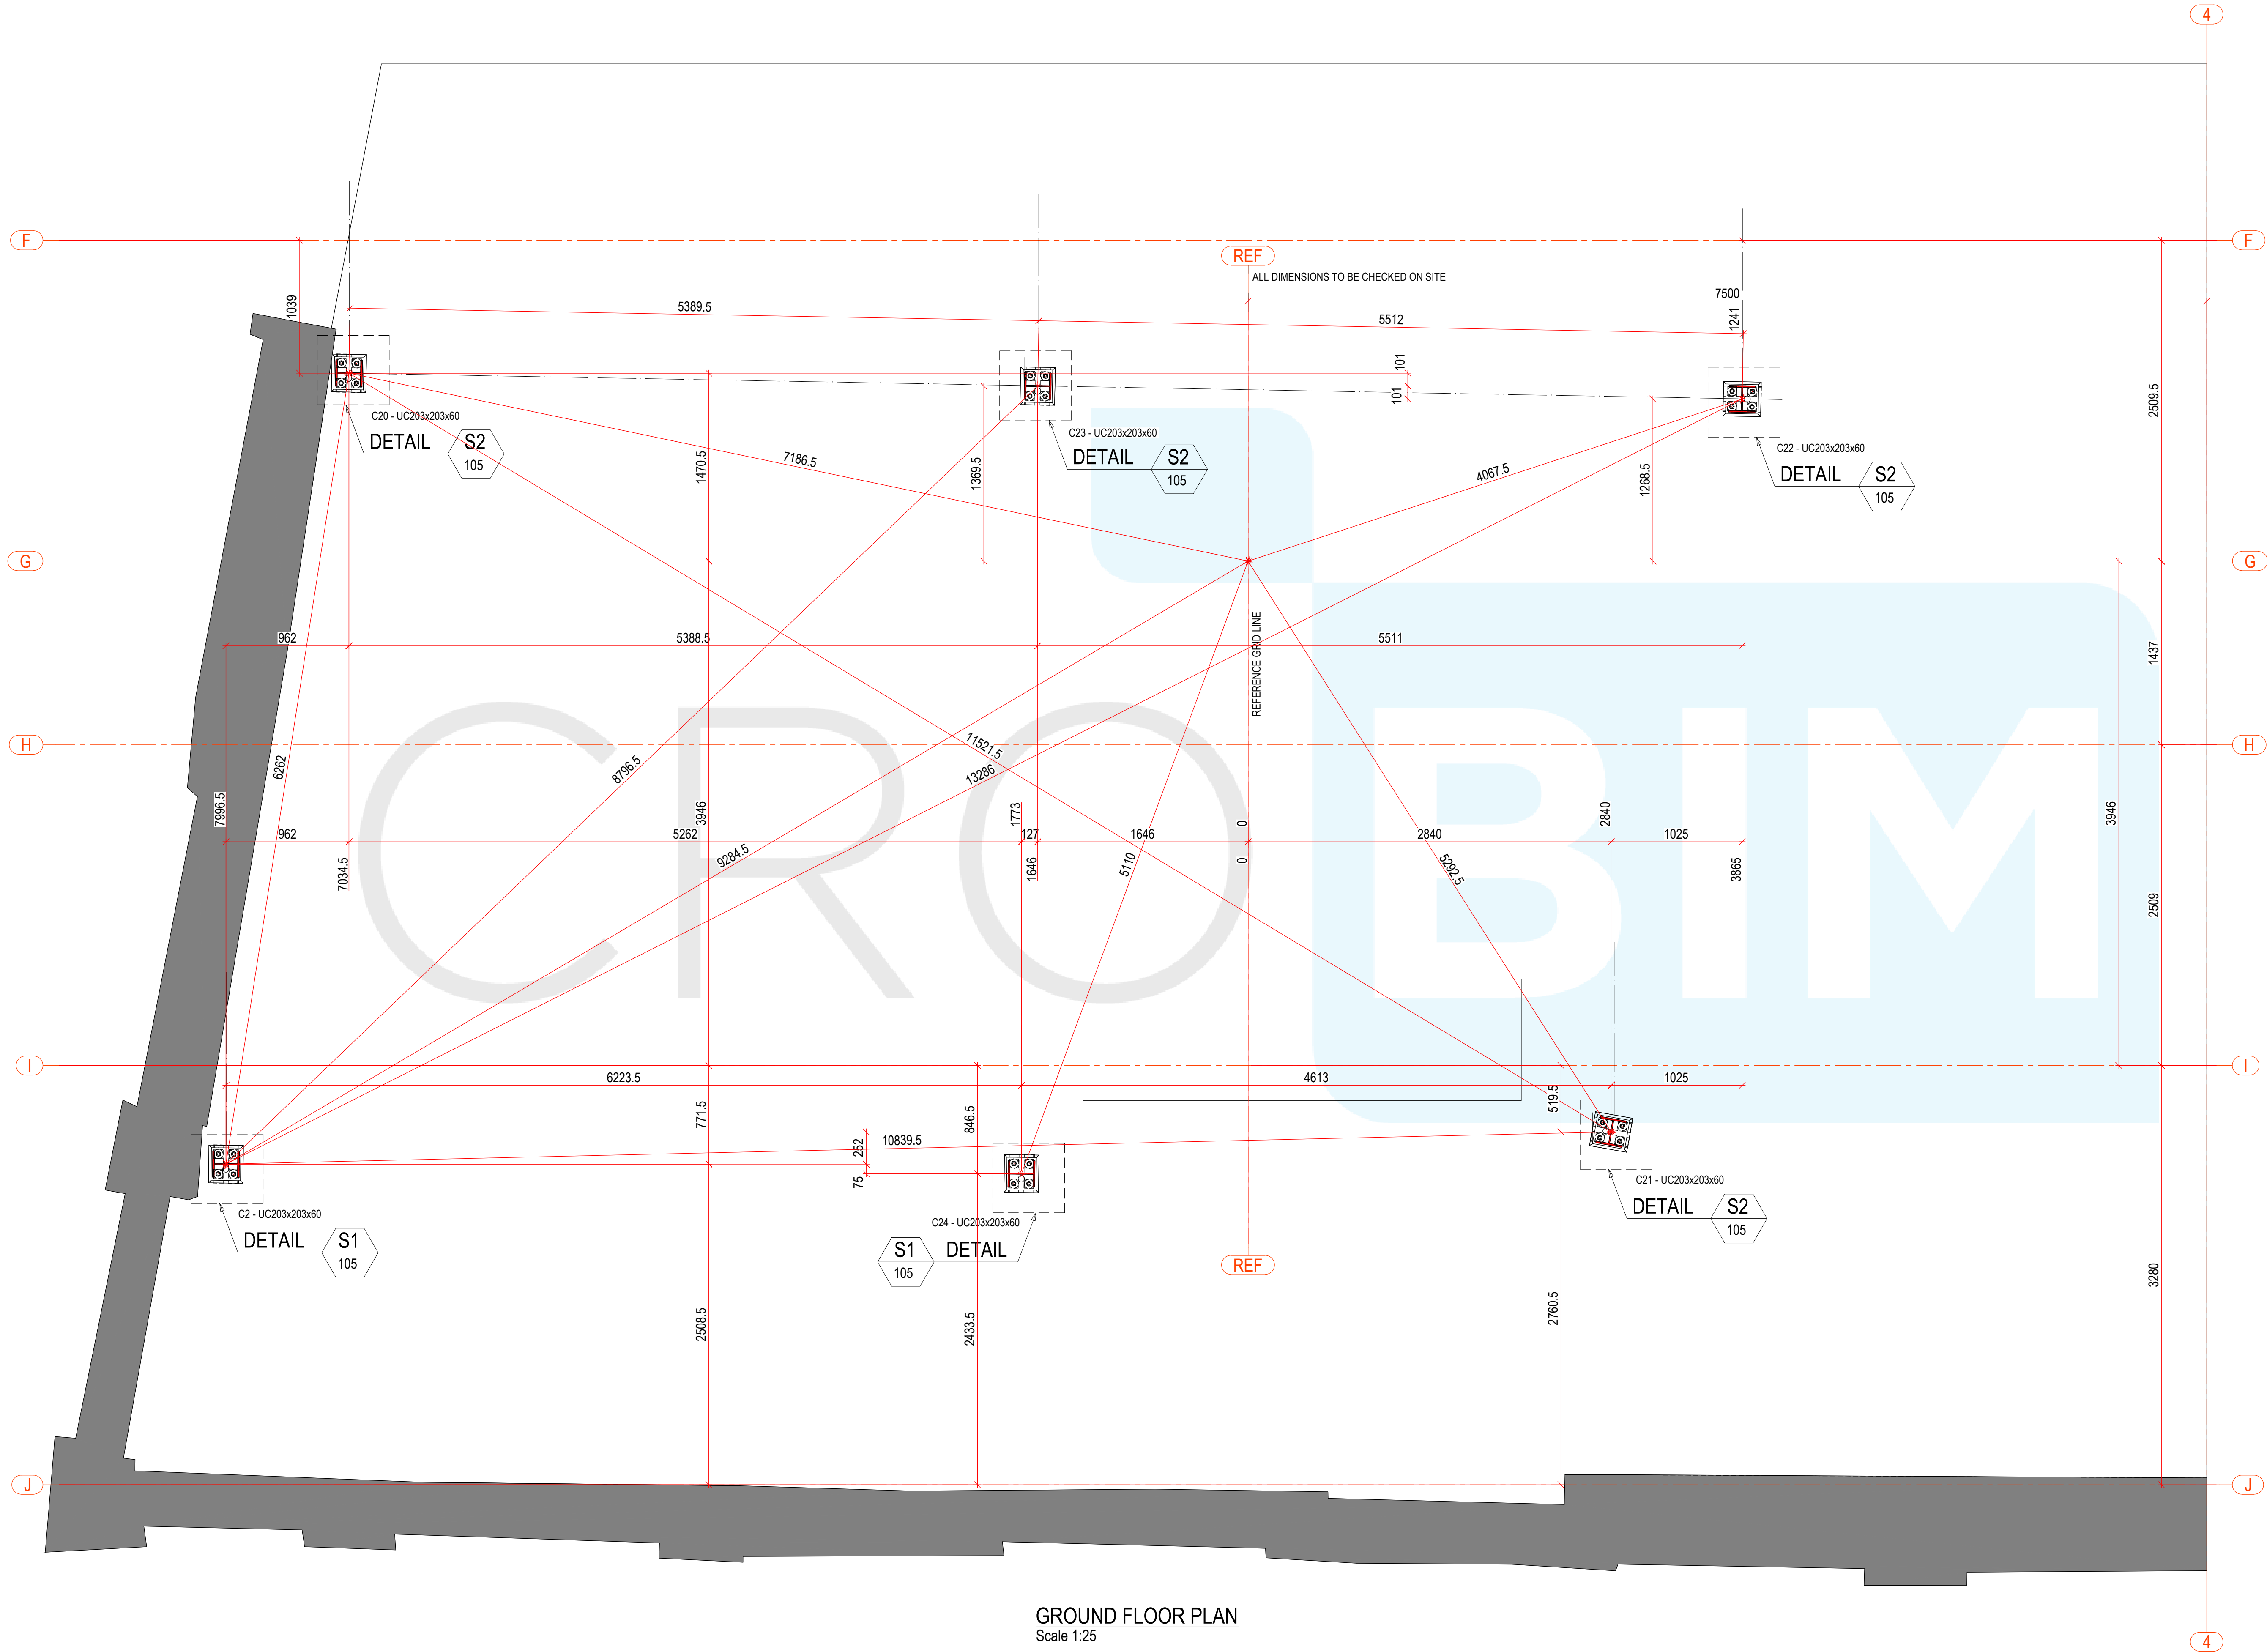 4
F
F
REF
ALL DIMENSIONS TO BE CHECKED ON SITE
7500
1039
5389.5
5512
1241
101
101
2509.5
C20 - UC203x203x60
DETAIL S2
105
C23 - UC203x203x60
DETAIL S2
105
C22 - UC203x203x60
DETAIL S2
105
1470.5
7186.5
1369.5
4067.5
1268.5
G
G
REFERENCE GRID LINE
962
5388.5
5511
1437
H
H
6262
8796.5
11521.5
13286
CROBIM
7996.5
3946
1773
0
2840
3946
962
5262
127
1646
2840
1025
7034.5
9284.5
1646
5110
0
5292.5
3865
2509
I
I
6223.5
4613
1025
771.5
846.5
519.5
252
10839.5
75
C2 - UC203x203x60
DETAIL S1
105
C24 - UC203x203x60
S1 DETAIL
105
C21 - UC203x203x60
DETAIL S2
105
REF
2508.5
2433.5
2760.5
3280
J
J
GROUND FLOOR PLAN
Scale 1:25
4